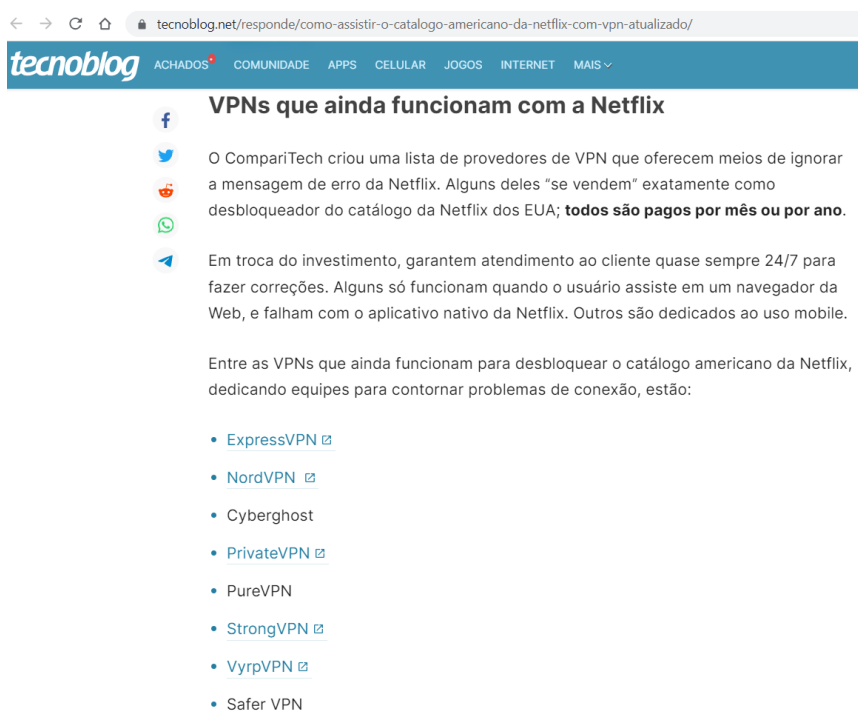 tecnoblog.net/responde/como-assistir-o-catalogo-americano-da-netflix-com-vpn-atualizado/
tecnoblog ACHADOS COMUNIDADE APPS CELULAR JOGOS INTERNET MAIS
VPNs que ainda funcionam com a Netflix
O CompariTech criou uma lista de provedores de VPN que oferecem meios de ignorar
a mensagem de erro da Netflix. Alguns deles “se vendem” exatamente como
desbloqueador do catálogo da Netflix dos EUA; todos são pagos por mês ou por ano.
Em troca do investimento, garantem atendimento ao cliente quase sempre 24/7 para
fazer correções. Alguns só funcionam quando o usuário assiste em um navegador da
Web, e falham com o aplicativo nativo da Netflix. Outros são dedicados ao uso mobile.
Entre as VPNs que ainda funcionam para desbloquear o catálogo americano da Netflix,
dedicando equipes para contornar problemas de conexão, estão:
• ExpressVPN
• NordVPN
• Cyberghost
• PrivateVPN
• PureVPN
• StrongVPN
• VyrpVPN
• Safer VPN